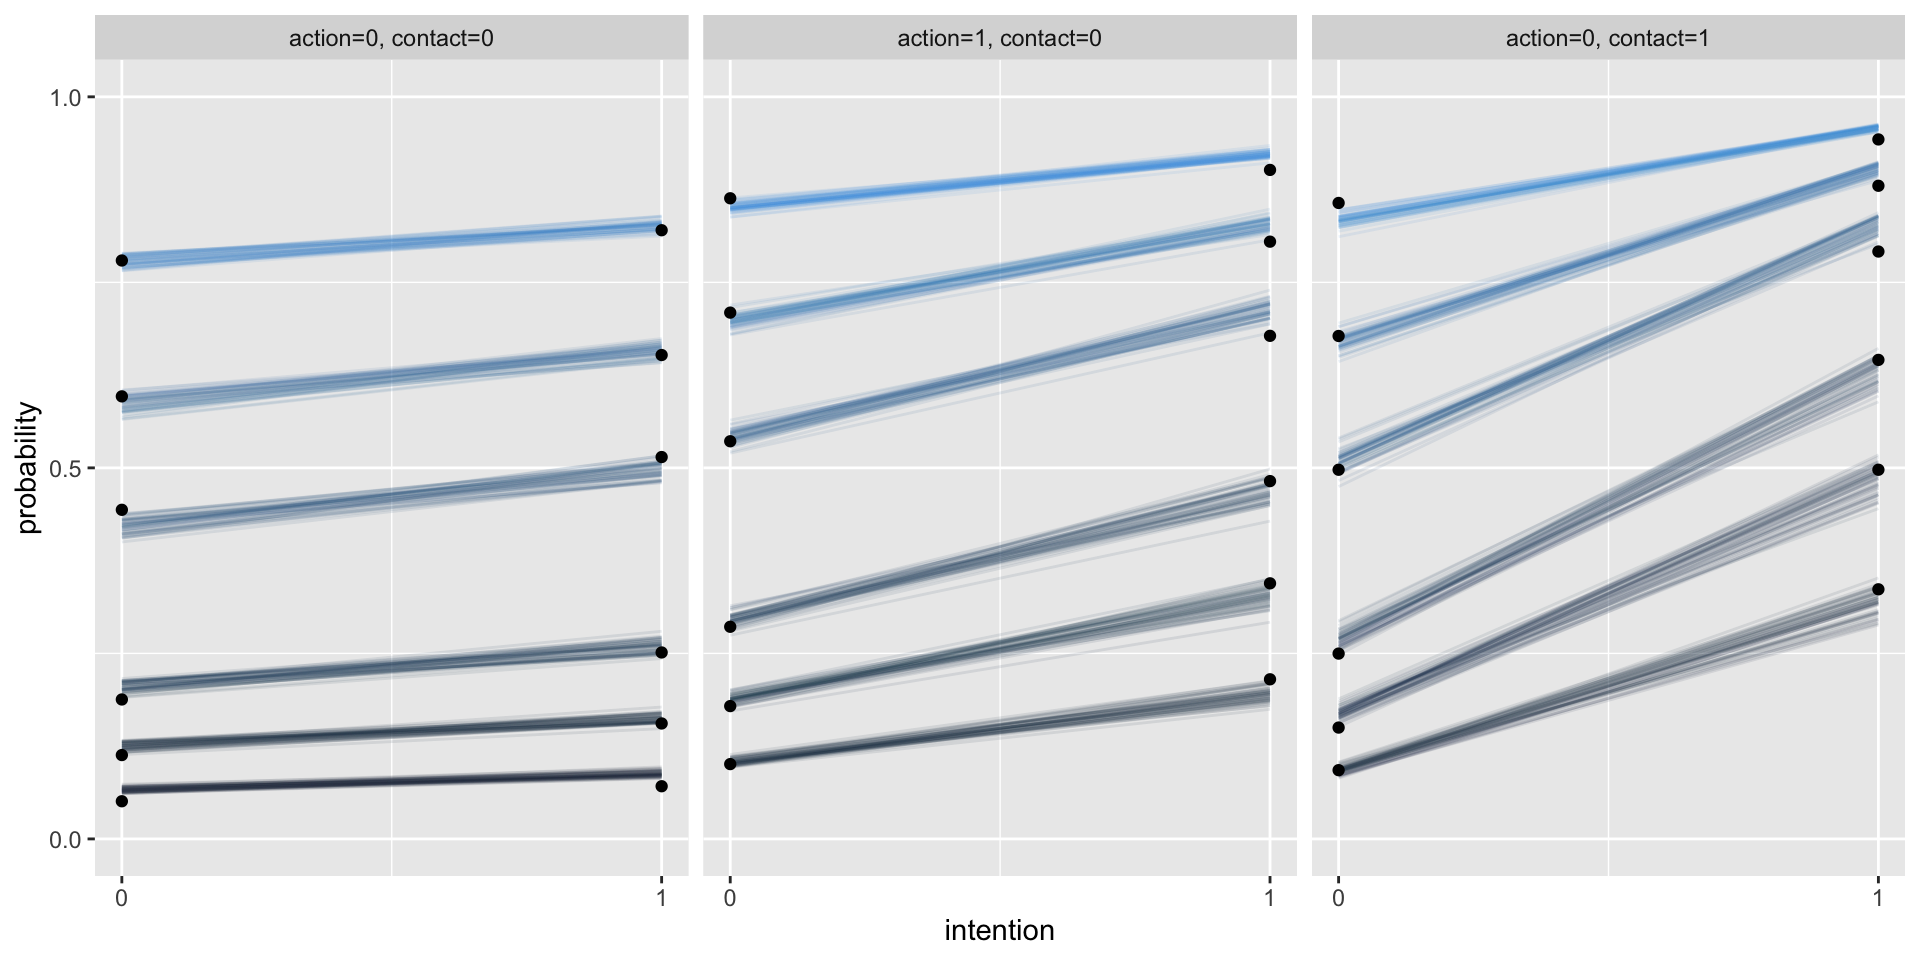 action=0, contact=0
action=1, contact=0
action=0, contact=1
1.0
0.5
0.0
probability
0 1 0 1 0 1
intention